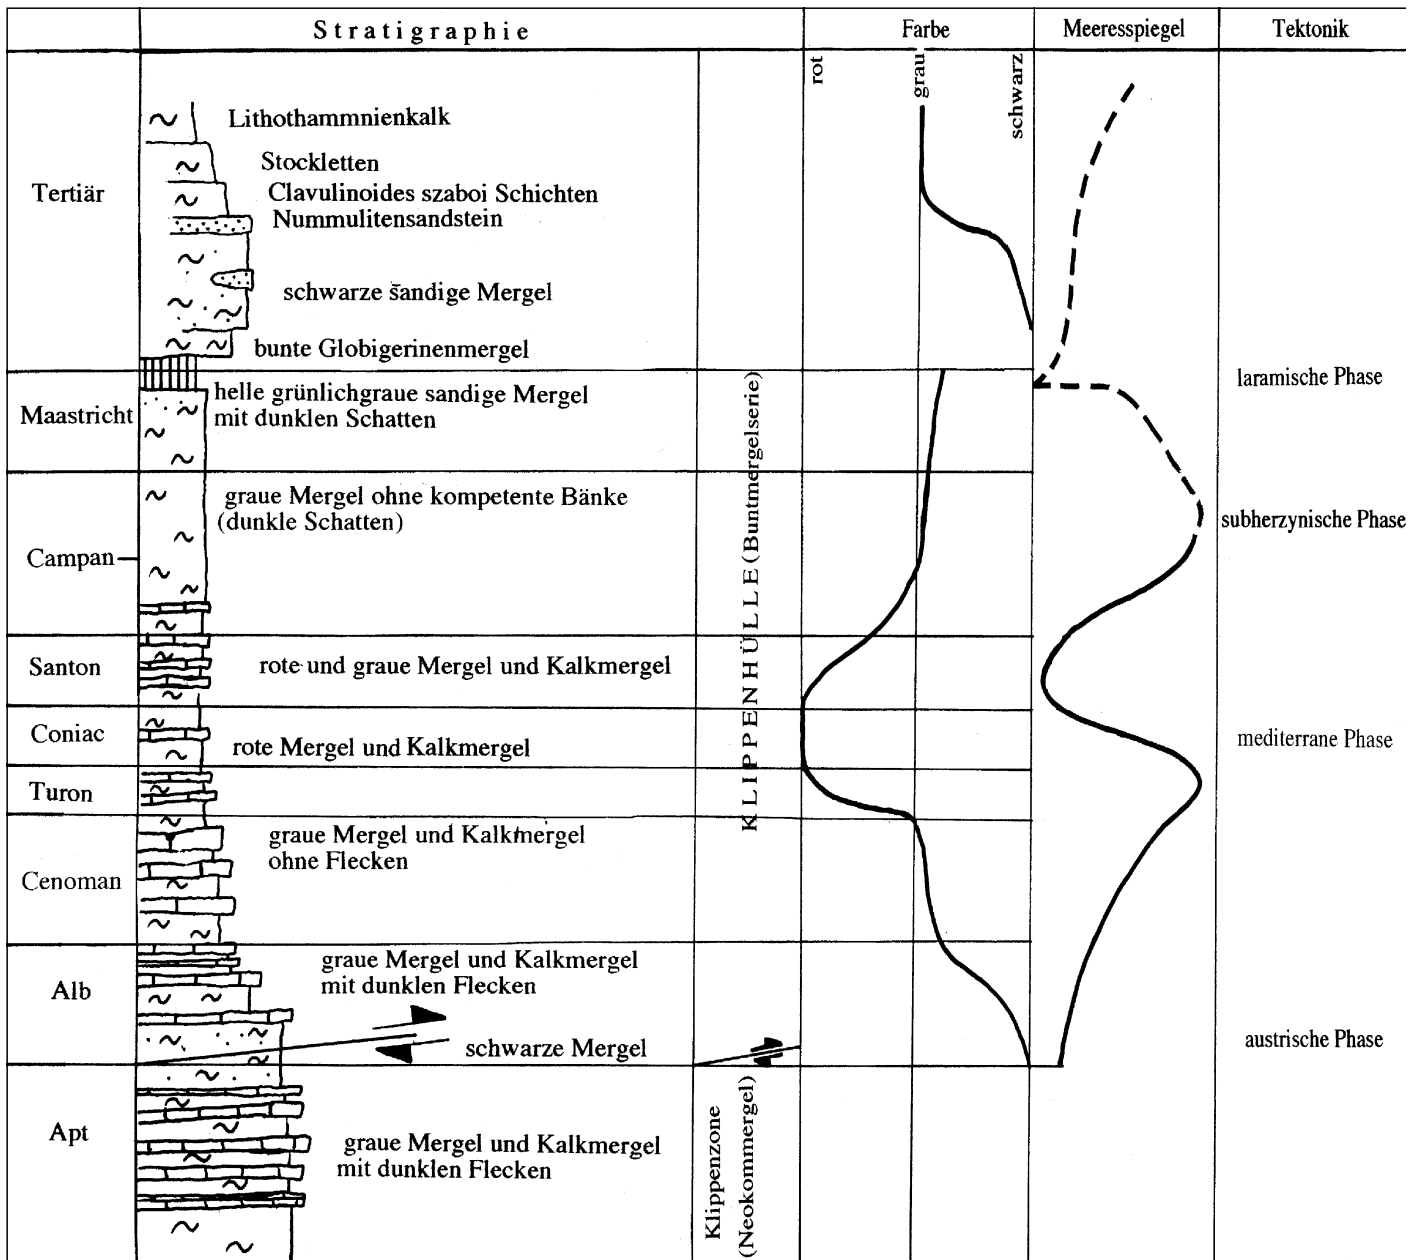 Stratigraphie
Farbe
Meeresspiegel
Tektonik
rot
grau
schwarz
Tertiär
Lithothammnienkalk
Stockletten
Clavulinoides szaboi Schichten
Nummulitensandstein
schwarze sandige Mergel
bunte Globigerinenmergel
laramische Phase
Maastricht
helle grünlichgraue sandige Mergel
mit dunklen Schatten
Campan
graue Mergel ohne kompetente Bänke
(dunkle Schatten)
subherzynische Phase
KLIPPENHÜLLE (Buntmergelserie)
Santon
rote und graue Mergel und Kalkmergel
Coniac
rote Mergel und Kalkmergel
mediterrane Phase
Turon
Cenoman
graue Mergel und Kalkmergel
ohne Flecken
Alb
graue Mergel und Kalkmergel
mit dunklen Flecken
schwarze Mergel
austrische Phase
Apt
graue Mergel und Kalkmergel
mit dunklen Flecken
Klippenzone
(Neokommergel)